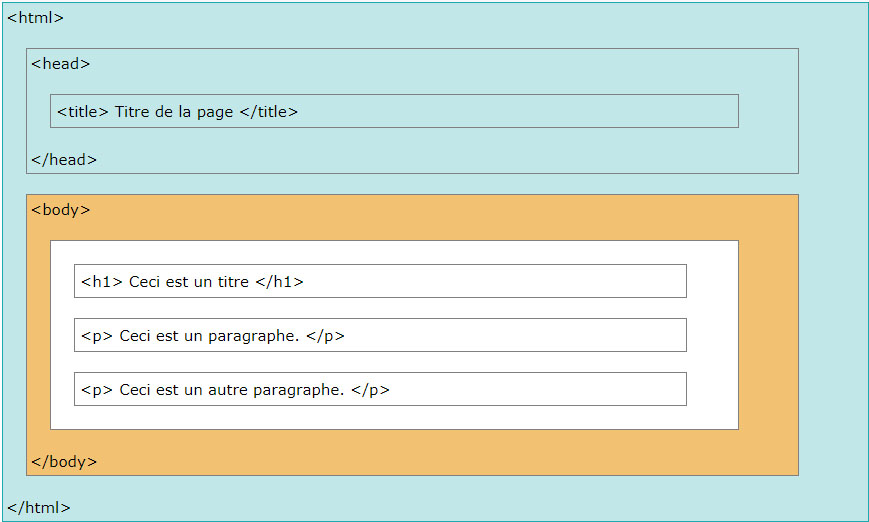 <html>
<head>
<title> Titre de la page </title>
</head>
<body>
<h1> Ceci est un titre </h1>
<p> Ceci est un paragraphe. </p>
<p> Ceci est un autre paragraphe. </p>
</body>
</html>